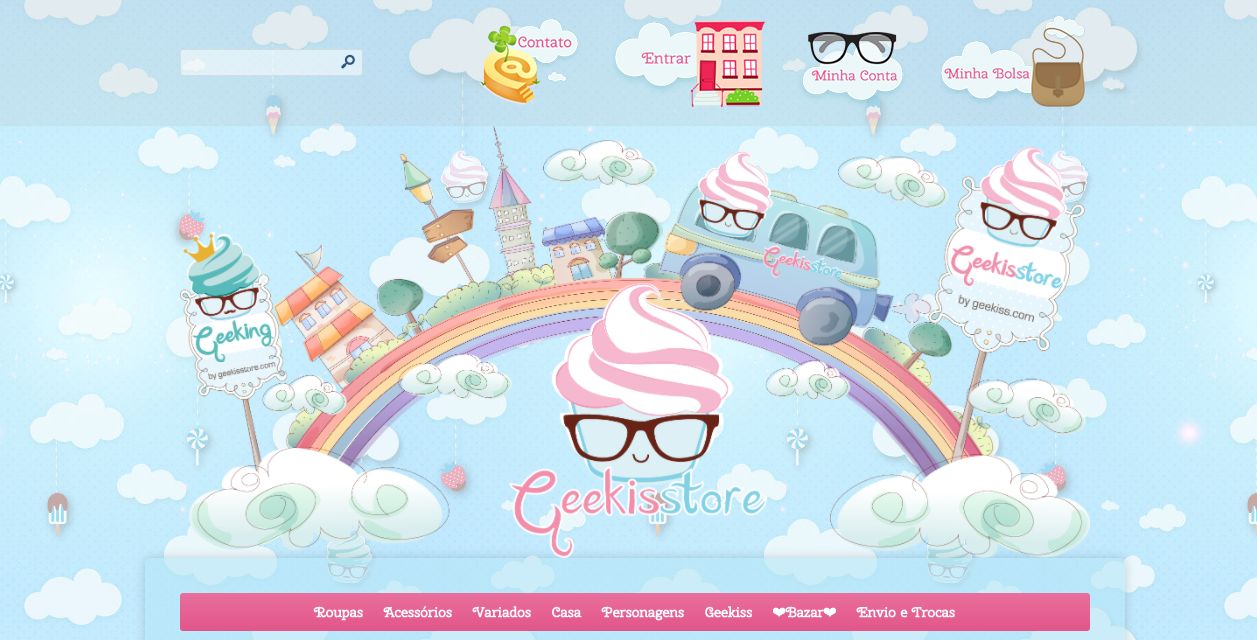 Contato
Entrar
Minha Conta
Minha Bolsa
Geekisstore
Geeking
by geekisstore.com
Geekisstore
by geekiss.com
Geekisstore
Roupas Acessórios Variados Casa Personagens Geekiss ❤Bazar❤ Envio e Trocas